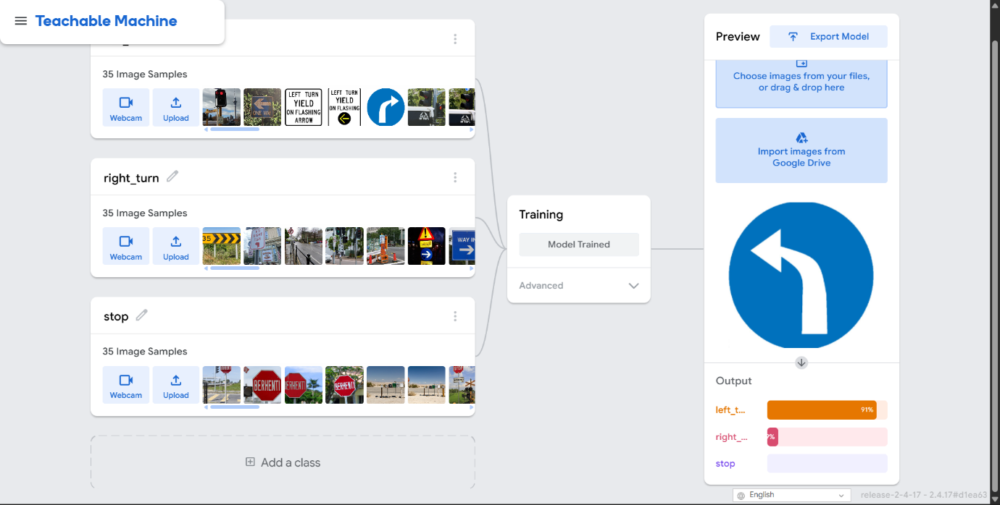 Teachable Machine
35 Image Samples
Webcam
Upload
ONE WAY
LEFT TURN
YIELD
ON FLASHING
ARROW
LEFT TURN
YIELD
ON FLASHING
right_turn
35 Image Samples
Webcam
Upload
35
WAY IN
stop
35 Image Samples
Webcam
Upload
BERHENTI
BERHENTI
BERHENTI
STOP
Add a class
Training
Model Trained
Advanced
Preview
Export Model
Choose images from your files,
or drag & drop here
Import images from
Google Drive
Output
left_t...
91%
right_...
9%
stop
English
release-2-4-17 - 2.4.17#d1ea63